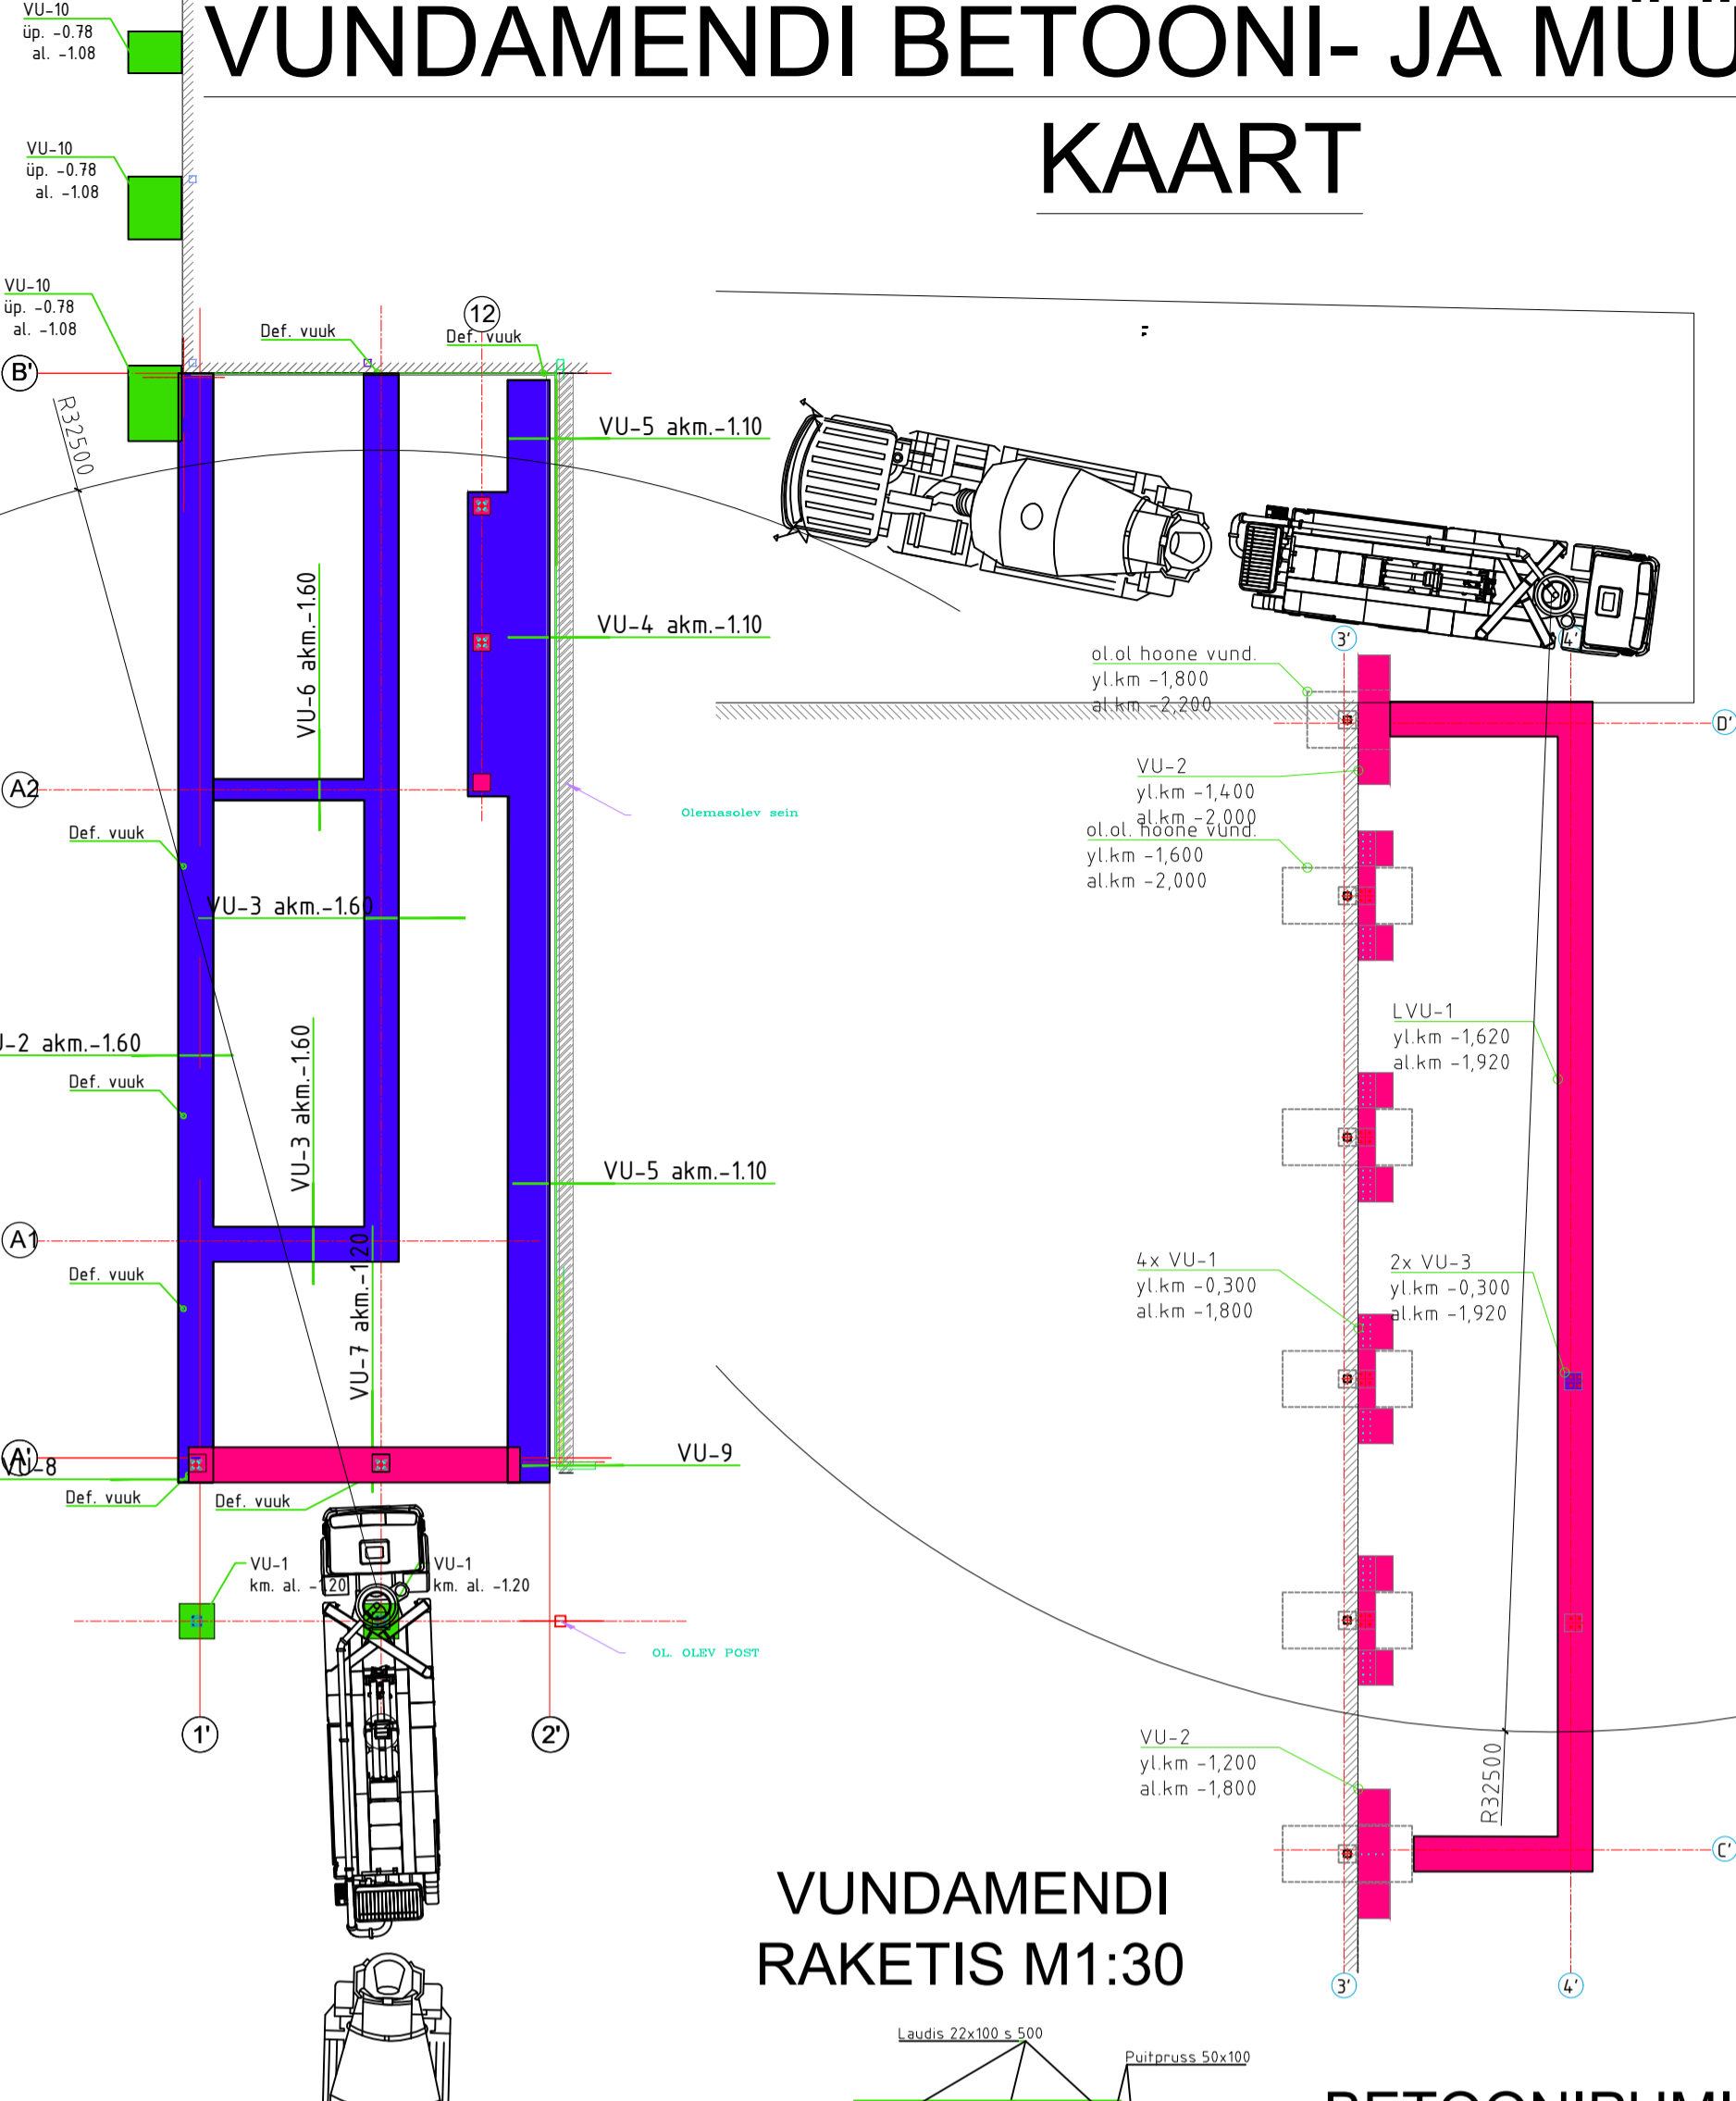 VUNDAMENDI BETOONI- JA
KAART
VU-10
üp. -0.78
al. -1.08
VU-10
üp. -0.78
al. -1.08
VU-10
üp. -0.78
al. -1.08
Def. vuuk
12
Def. vuuk
B'
R32500
VU-5 akm.-1.10
VU-6 akm.-1.60
VU-4 akm.-1.10
A2
Olemasolev sein
Def. vuuk
VU-3 akm.-1.60
-2 akm.-1.60
Def. vuuk
VU-3 akm.-1.60
VU-5 akm.-1.10
A1
Def. vuuk
VU-7 akm.-1.20
A'
VU-8
VU-9
Def. vuuk
Def. vuuk
VU-1
km. al. -1.20
VU-1
km. al. -1.20
OL. OLEV POST
1'
2'
3'
4'
ol.ol hoone vund.
yl.km -1,800
al.km -2,200
D'
VU-2
yl.km -1,400
al.km -2,000
ol.ol. hoone vund.
yl.km -1,600
al.km -2,000
LVU-1
yl.km -1,620
al.km -1,920
4x VU-1
yl.km -0,300
al.km -1,800
2x VU-3
yl.km -0,300
al.km -1,920
VU-2
yl.km -1,200
al.km -1,800
R32500
C'
3'
4'
VUNDAMENDI
RAKETIS M1:30
Laudis 22x100 s 500
Puitpruss 50x100